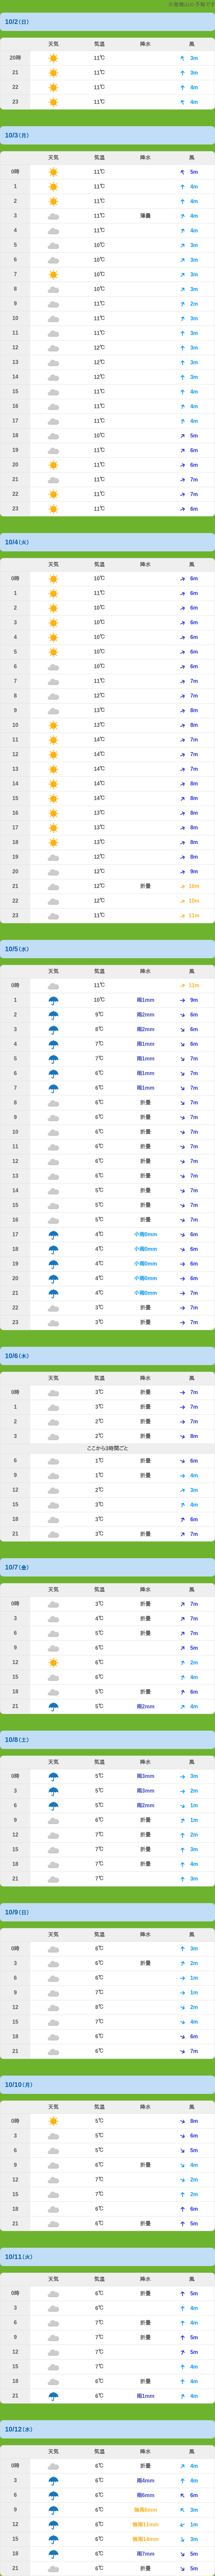 10/2(日)
天気 気温 降水 風
20時 11℃ 3m
21 11℃ 3m
22 11℃ 4m
23 11℃ 4m
10/3(月)
天気 気温 降水 風
0時 11℃ 5m
1 11℃ 4m
2 11℃ 4m
3 11℃ 薄曇 4m
4 11℃ 4m
5 10℃ 3m
6 10℃ 3m
7 10℃ 3m
8 10℃ 3m
9 11℃ 2m
10 11℃ 3m
11 11℃ 3m
12 12℃ 3m
13 12℃ 3m
14 12℃ 3m
15 11℃ 4m
16 11℃ 4m
17 11℃ 4m
18 10℃ 5m
19 11℃ 6m
20 11℃ 6m
21 11℃ 7m
22 11℃ 7m
23 11℃ 6m
10/4(火)
天気 気温 降水 風
0時 10℃ 6m
1 11℃ 6m
2 10℃ 6m
3 10℃ 6m
4 10℃ 6m
5 10℃ 6m
6 10℃ 6m
7 11℃ 7m
8 12℃ 7m
9 13℃ 8m
10 13℃ 8m
11 14℃ 7m
12 14℃ 7m
13 14℃ 7m
14 14℃ 8m
15 14℃ 8m
16 13℃ 8m
17 13℃ 8m
18 13℃ 8m
19 12℃ 8m
20 12℃ 9m
21 12℃ 折曇 10m
22 12℃ 10m
23 11℃ 11m
10/5(水)
天気 気温 降水 風
0時 11℃ 11m
1 10℃ 雨1mm 9m
2 9℃ 雨2mm 6m
3 8℃ 雨2mm 6m
4 7℃ 雨1mm 6m
5 7℃ 雨1mm 7m
6 6℃ 雨1mm 7m
7 6℃ 雨1mm 7m
8 6℃ 折曇 7m
9 6℃ 折曇 7m
10 6℃ 折曇 7m
11 6℃ 折曇 7m
12 6℃ 折曇 7m
13 6℃ 折曇 7m
14 5℃ 折曇 7m
15 5℃ 折曇 7m
16 5℃ 折曇 7m
17 4℃ 小雨0mm 6m
18 4℃ 小雨0mm 6m
19 4℃ 小雨0mm 6m
20 4℃ 小雨0mm 6m
21 4℃ 小雨0mm 7m
22 3℃ 折曇 7m
23 3℃ 折曇 7m
10/6(木)
天気 気温 降水 風
0時 3℃ 折曇 7m
1 3℃ 折曇 7m
2 2℃ 折曇 7m
3 2℃ 折曇 8m
ここから3時間ごと
6 1℃ 折曇 6m
9 1℃ 折曇 4m
12 2℃ 3m
15 3℃ 4m
18 3℃ 6m
21 3℃ 折曇 7m
10/7(金)
天気 気温 降水 風
0時 3℃ 折曇 7m
3 4℃ 折曇 7m
6 5℃ 折曇 7m
9 6℃ 5m
12 6℃ 2m
15 6℃ 4m
18 5℃ 折曇 6m
21 5℃ 雨2mm 4m
10/8(土)
天気 気温 降水 風
0時 5℃ 雨3mm 3m
3 5℃ 雨3mm 2m
6 5℃ 雨2mm 1m
9 6℃ 折曇 1m
12 7℃ 折曇 2m
15 7℃ 折曇 3m
18 7℃ 折曇 4m
21 7℃ 3m
10/9(日)
天気 気温 降水 風
0時 6℃ 3m
3 6℃ 折曇 2m
6 6℃ 1m
9 7℃ 1m
12 8℃ 2m
15 7℃ 4m
18 6℃ 6m
21 6℃ 7m
10/10(月)
天気 気温 降水 風
0時 5℃ 8m
3 5℃ 6m
6 5℃ 5m
9 6℃ 折曇 4m
12 7℃ 2m
15 7℃ 2m
18 6℃ 6m
21 6℃ 折曇 5m
10/11(火)
天気 気温 降水 風
0時 6℃ 折曇 5m
3 6℃ 4m
6 7℃ 折曇 4m
9 7℃ 折曇 5m
12 7℃ 5m
15 7℃ 4m
18 6℃ 折曇 4m
21 6℃ 雨1mm 4m
10/12(水)
天気 気温 降水 風
0時 6℃ 折曇 4m
3 6℃ 雨4mm 4m
6 6℃ 雨6mm 6m
9 6℃ 強雨8mm 3m
12 6℃ 強雨11mm 1m
15 6℃ 強雨14mm 3m
18 6℃ 雨7mm 5m
21 6℃ 折曇 5m